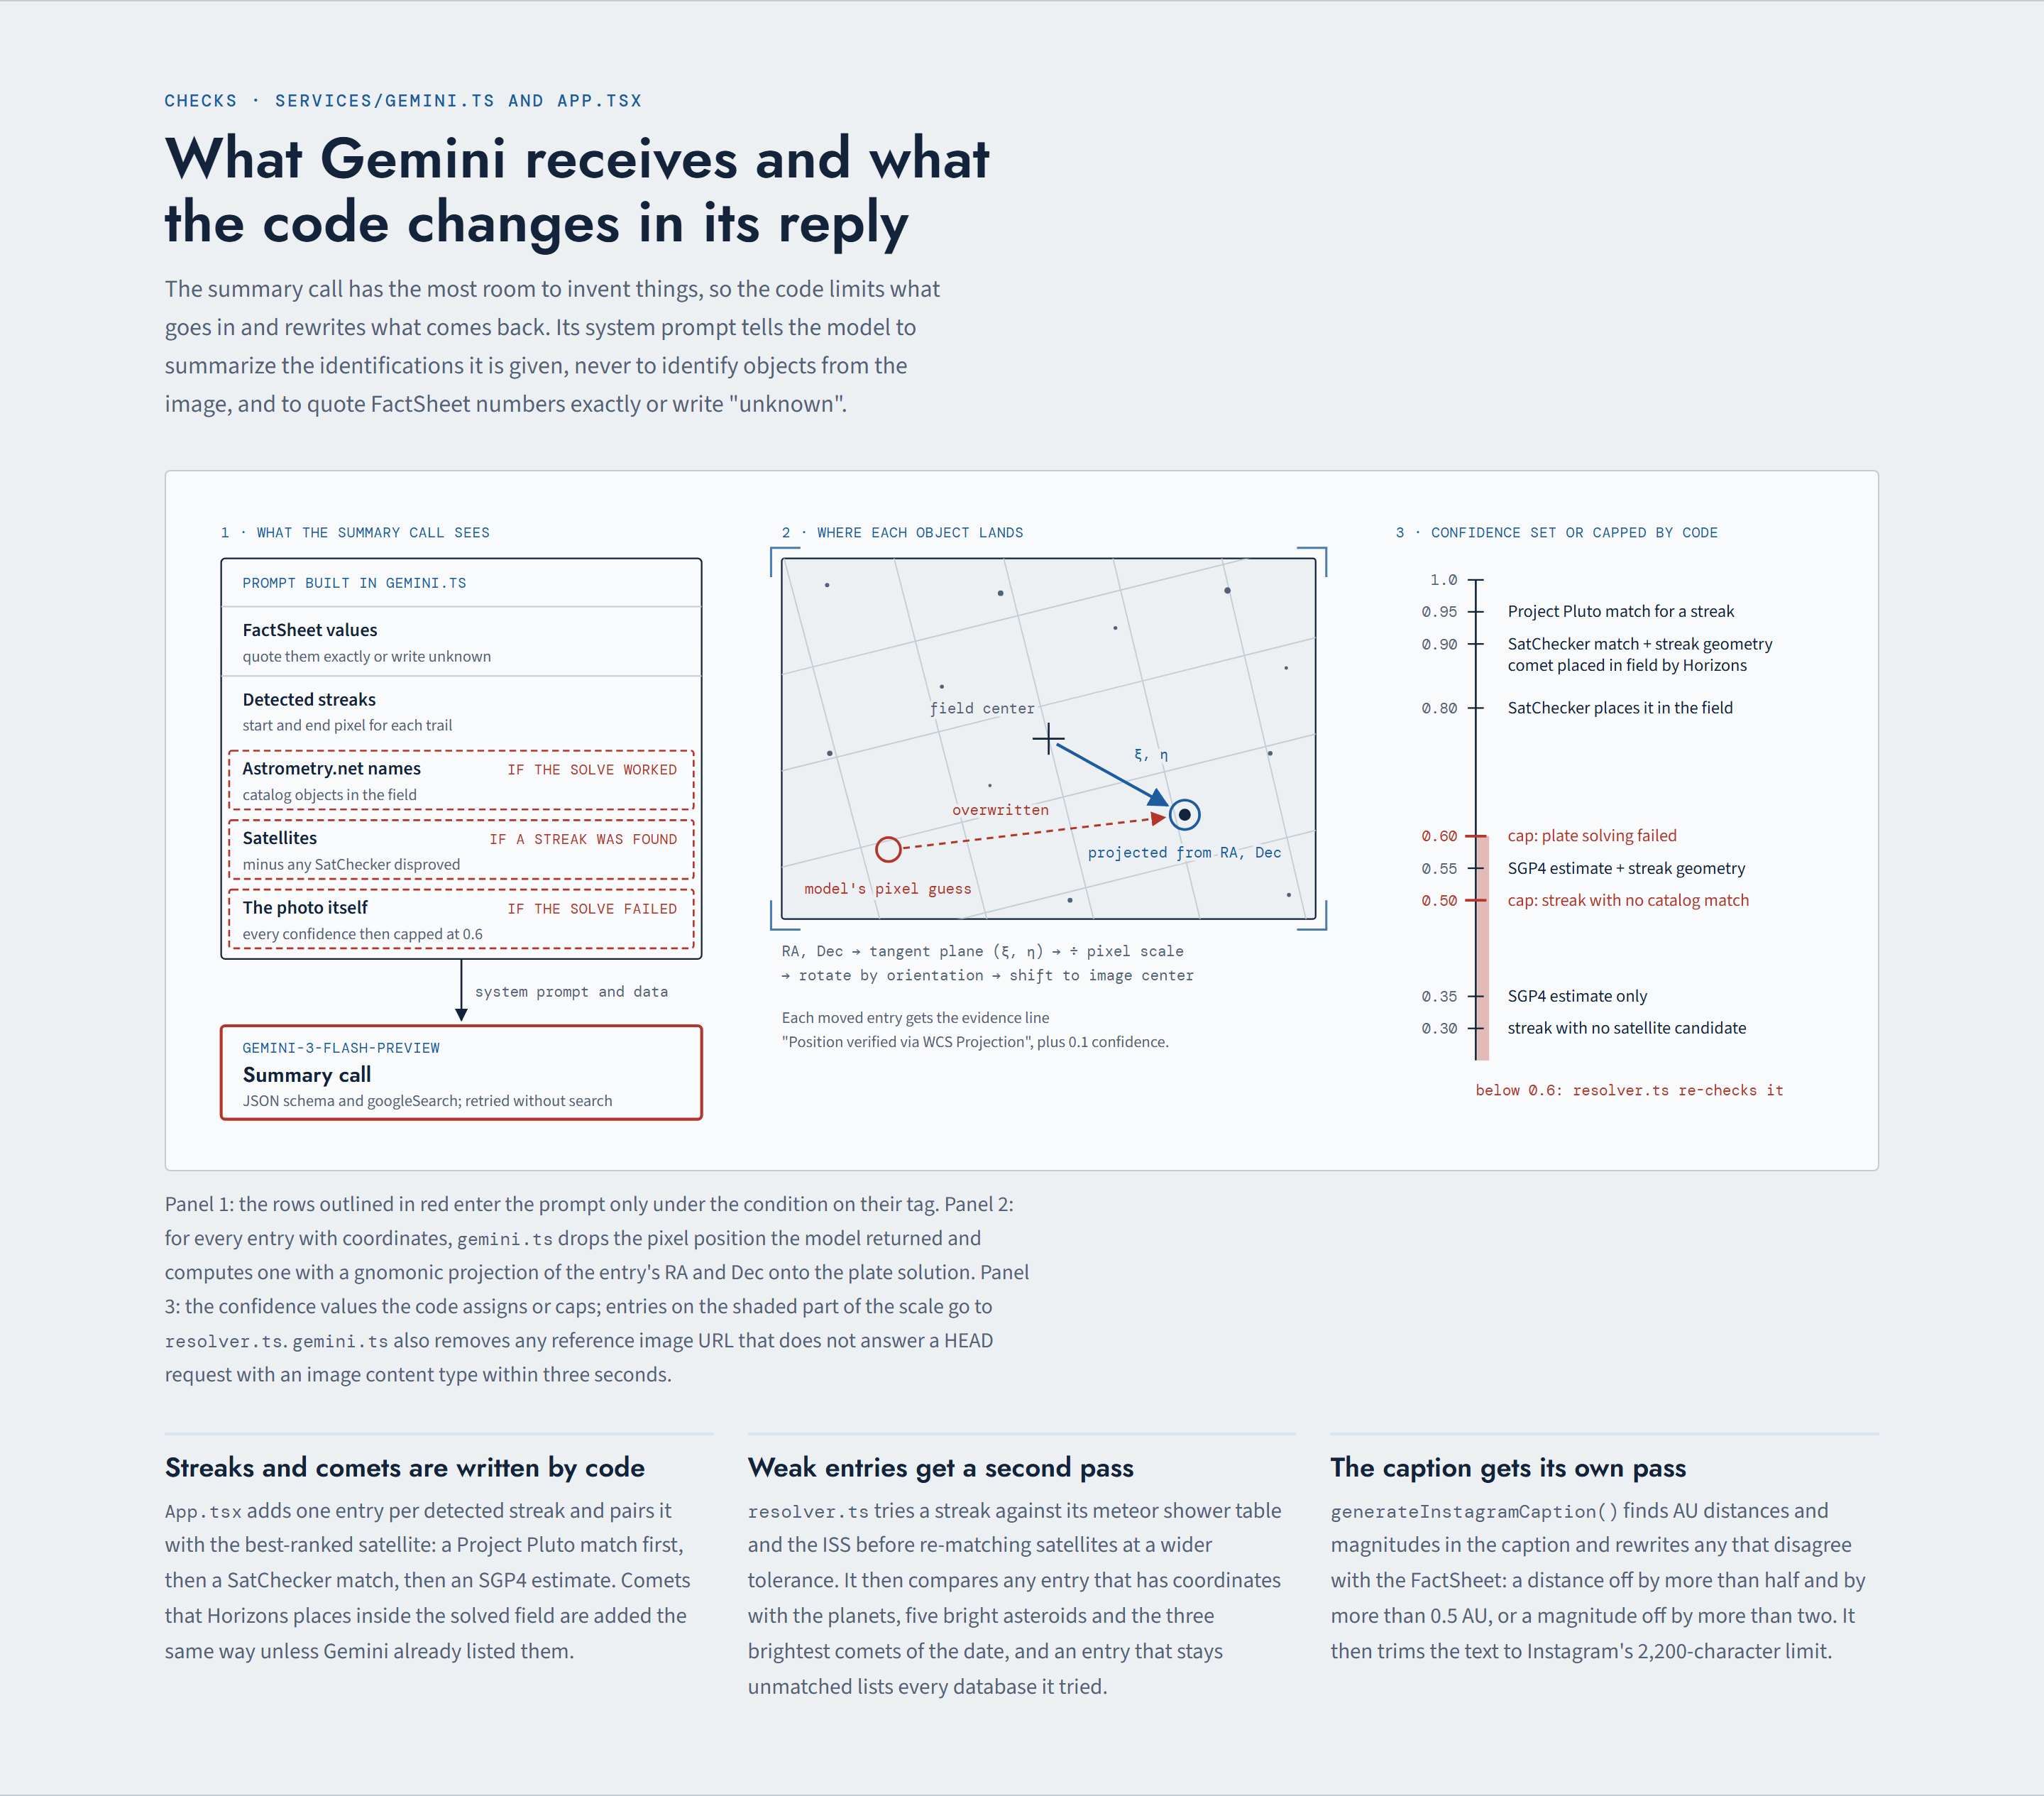 CHECKS · SERVICES/GEMINI.TS AND APP.TSX
What Gemini receives and what
the code changes in its reply
The summary call has the most room to invent things, so the code limits what
goes in and rewrites what comes back. Its system prompt tells the model to
summarize the identifications it is given, never to identify objects from the
image, and to quote FactSheet numbers exactly or write "unknown".
1 · WHAT THE SUMMARY CALL SEES
PROMPT BUILT IN GEMINI.TS
FactSheet values
quote them exactly or write unknown
Detected streaks
start and end pixel for each trail
Astrometry.net names IF THE SOLVE WORKED
catalog objects in the field
Satellites IF A STREAK WAS FOUND
minus any SatChecker disproved
The photo itself IF THE SOLVE FAILED
every confidence then capped at 0.6
system prompt and data
GEMINI-3-FLASH-PREVIEW
Summary call
JSON schema and googleSearch; retried without search
2 · WHERE EACH OBJECT LANDS
field center
ξ, η
overwritten
projected from RA, Dec
model's pixel guess
RA, Dec → tangent plane (ξ, η) → ÷ pixel scale
→ rotate by orientation → shift to image center
Each moved entry gets the evidence line
"Position verified via WCS Projection", plus 0.1 confidence.
3 · CONFIDENCE SET OR CAPPED BY CODE
1.0
0.95 Project Pluto match for a streak
0.90 SatChecker match + streak geometry
comet placed in field by Horizons
0.80 SatChecker places it in the field
0.60 cap: plate solving failed
0.55 SGP4 estimate + streak geometry
0.50 cap: streak with no catalog match
0.35 SGP4 estimate only
0.30 streak with no satellite candidate
below 0.6: resolver.ts re-checks it
Panel 1: the rows outlined in red enter the prompt only under the condition on their tag. Panel 2:
for every entry with coordinates, gemini.ts drops the pixel position the model returned and
computes one with a gnomonic projection of the entry's RA and Dec onto the plate solution. Panel
3: the confidence values the code assigns or caps; entries on the shaded part of the scale go to
resolver.ts. gemini.ts also removes any reference image URL that does not answer a HEAD
request with an image content type within three seconds.
Streaks and comets are written by code
App.tsx adds one entry per detected streak and pairs it
with the best-ranked satellite: a Project Pluto match first,
then a SatChecker match, then an SGP4 estimate. Comets
that Horizons places inside the solved field are added the
same way unless Gemini already listed them.
Weak entries get a second pass
resolver.ts tries a streak against its meteor shower table
and the ISS before re-matching satellites at a wider
tolerance. It then compares any entry that has coordinates
with the planets, five bright asteroids and the three
brightest comets of the date, and an entry that stays
unmatched lists every database it tried.
The caption gets its own pass
generateInstagramCaption() finds AU distances and
magnitudes in the caption and rewrites any that disagree
with the FactSheet: a distance off by more than half and by
more than 0.5 AU, or a magnitude off by more than two. It
then trims the text to Instagram's 2,200-character limit.